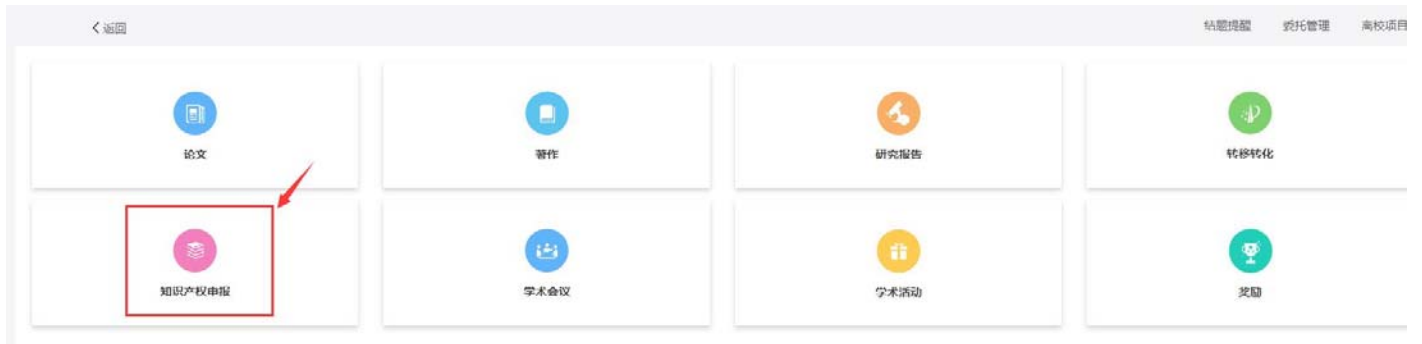 返回
结题提醒 委托管理 高校项目
论文 著作 研究报告 转移转化
知识产权申报 学术会议 学术活动 奖励